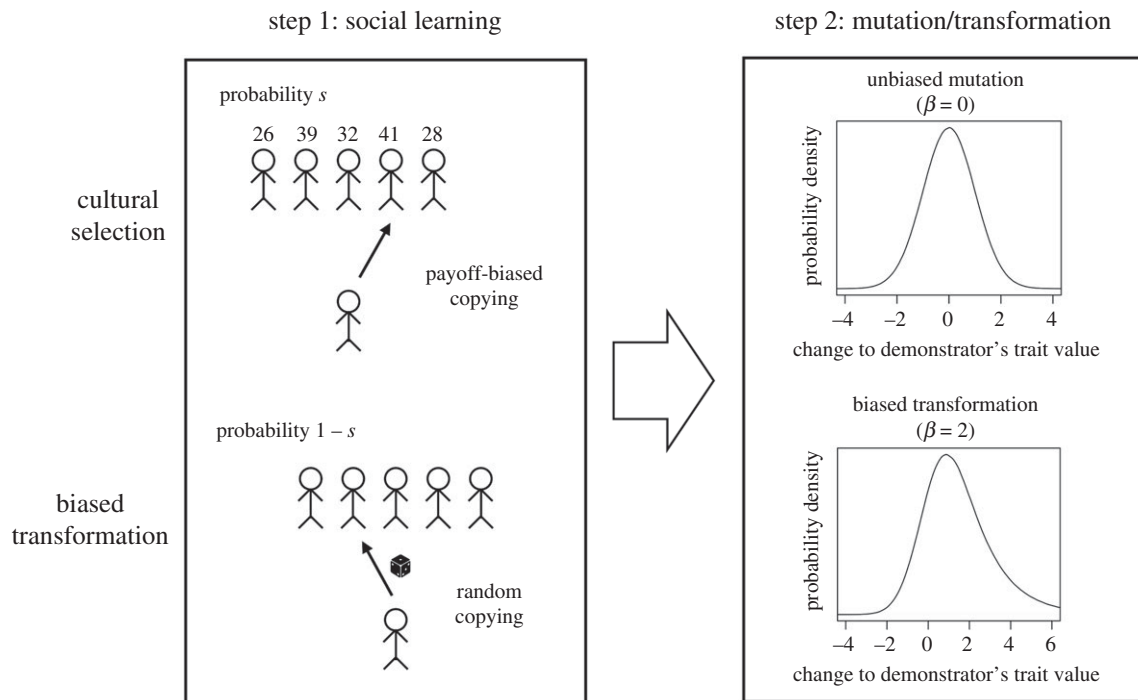 step 1: social learning
step 2: mutation/transformation
cultural
selection
probability s
26 39 32 41 28
payoff-biased
copying
biased
transformation
probability 1 – s
random
copying
unbiased mutation
(β = 0)
probability density
–4 –2 0 2 4
change to demonstrator's trait value
biased transformation
(β = 2)
probability density
–4 –2 0 2 4 6
change to demonstrator's trait value